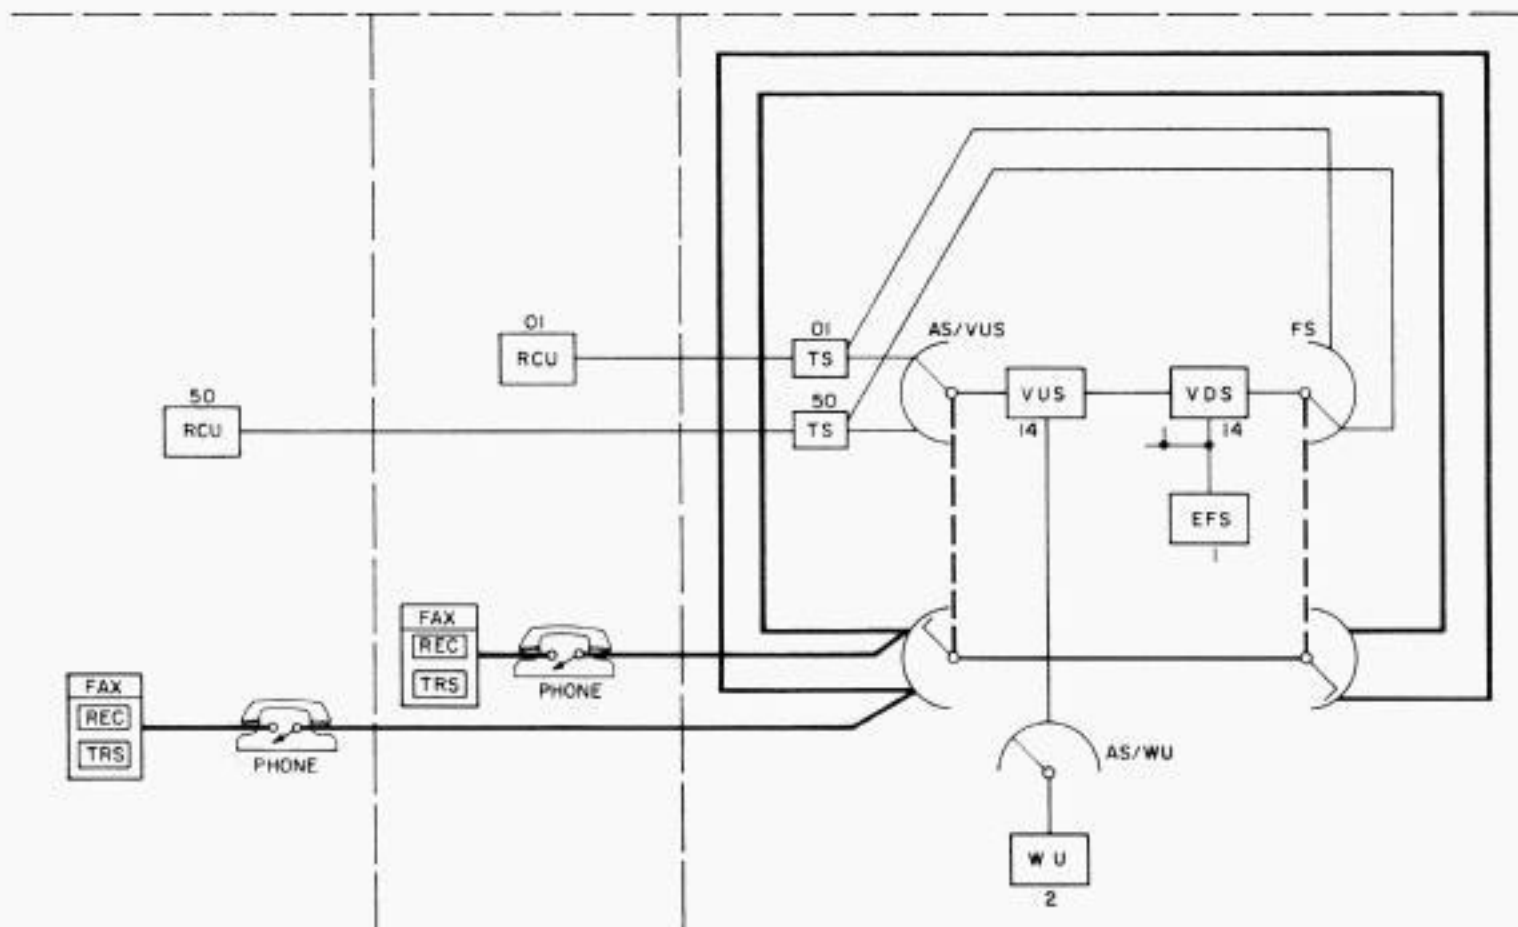 01
RCU
50
RCU
01
TS
50
TS
AS/VUS
FS
VUS
14
VDS
14
EFS
1
FAX
REC
TRS
PHONE
FAX
REC
TRS
PHONE
AS/WU
WU
2